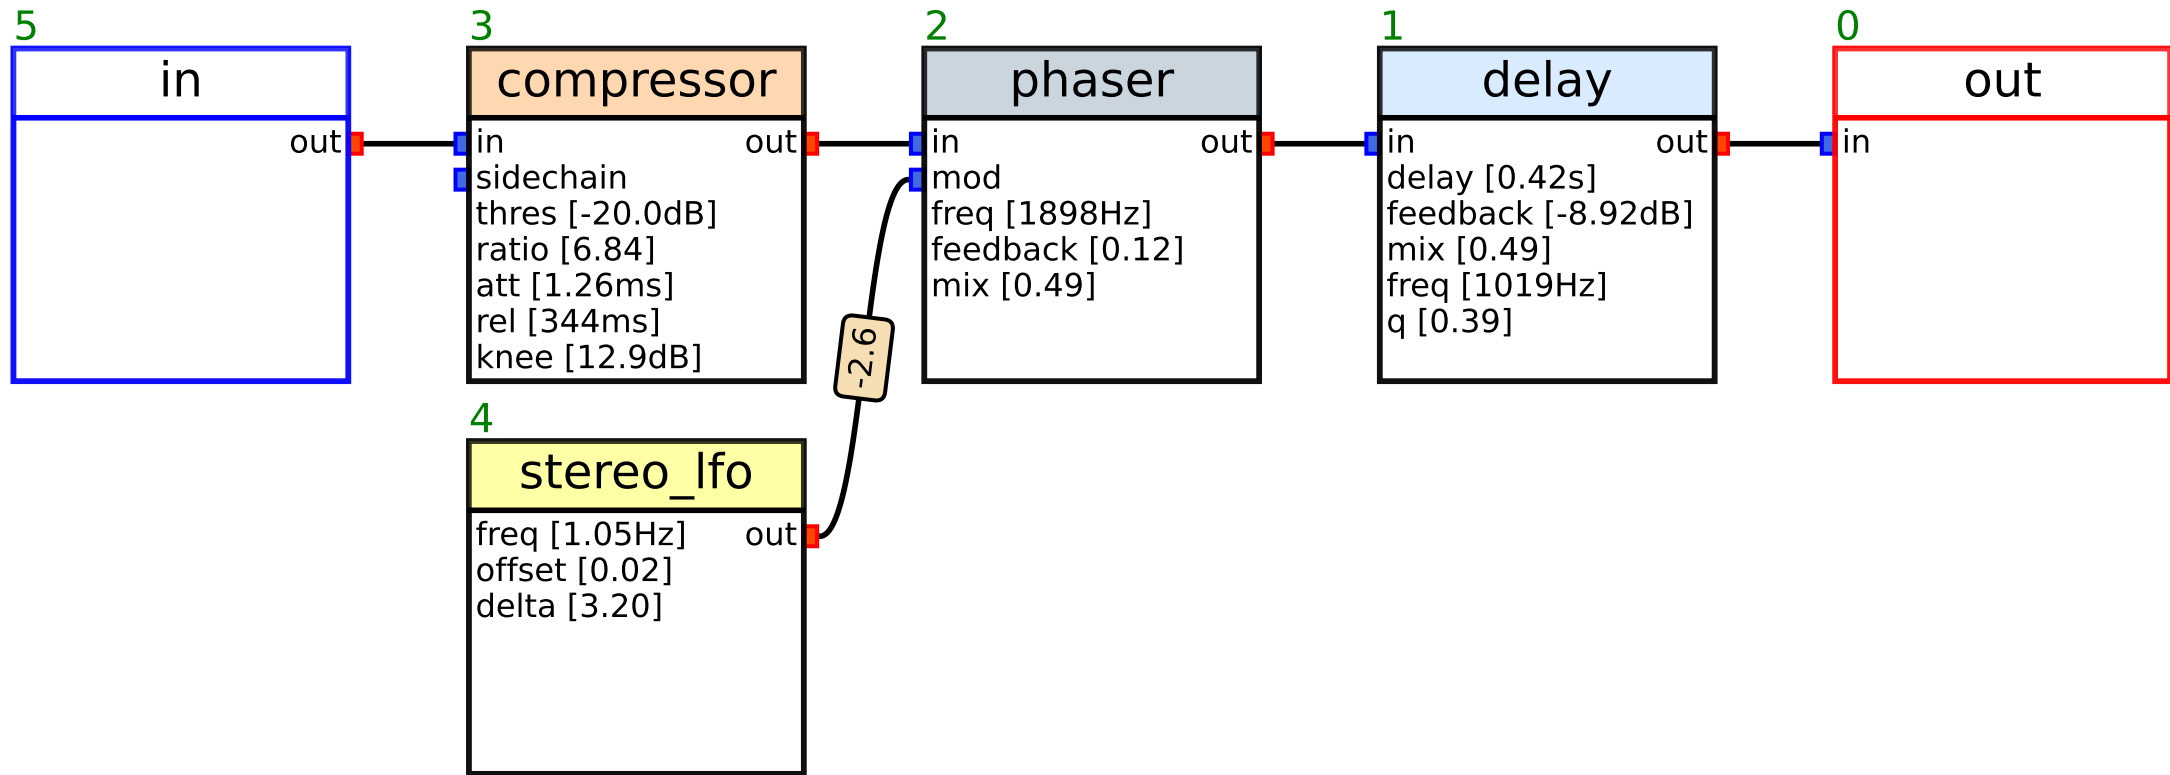 5
in
out
3
compressor
in out
sidechain
thres [-20.0dB]
ratio [6.84]
att [1.26ms]
rel [344ms]
knee [12.9dB]
2
phaser
in out
mod
freq [1898Hz]
feedback [0.12]
mix [0.49]
1
delay
in out
delay [0.42s]
feedback [-8.92dB]
mix [0.49]
freq [1019Hz]
q [0.39]
0
out
in
-2.6
4
stereo_lfo
freq [1.05Hz] out
offset [0.02]
delta [3.20]